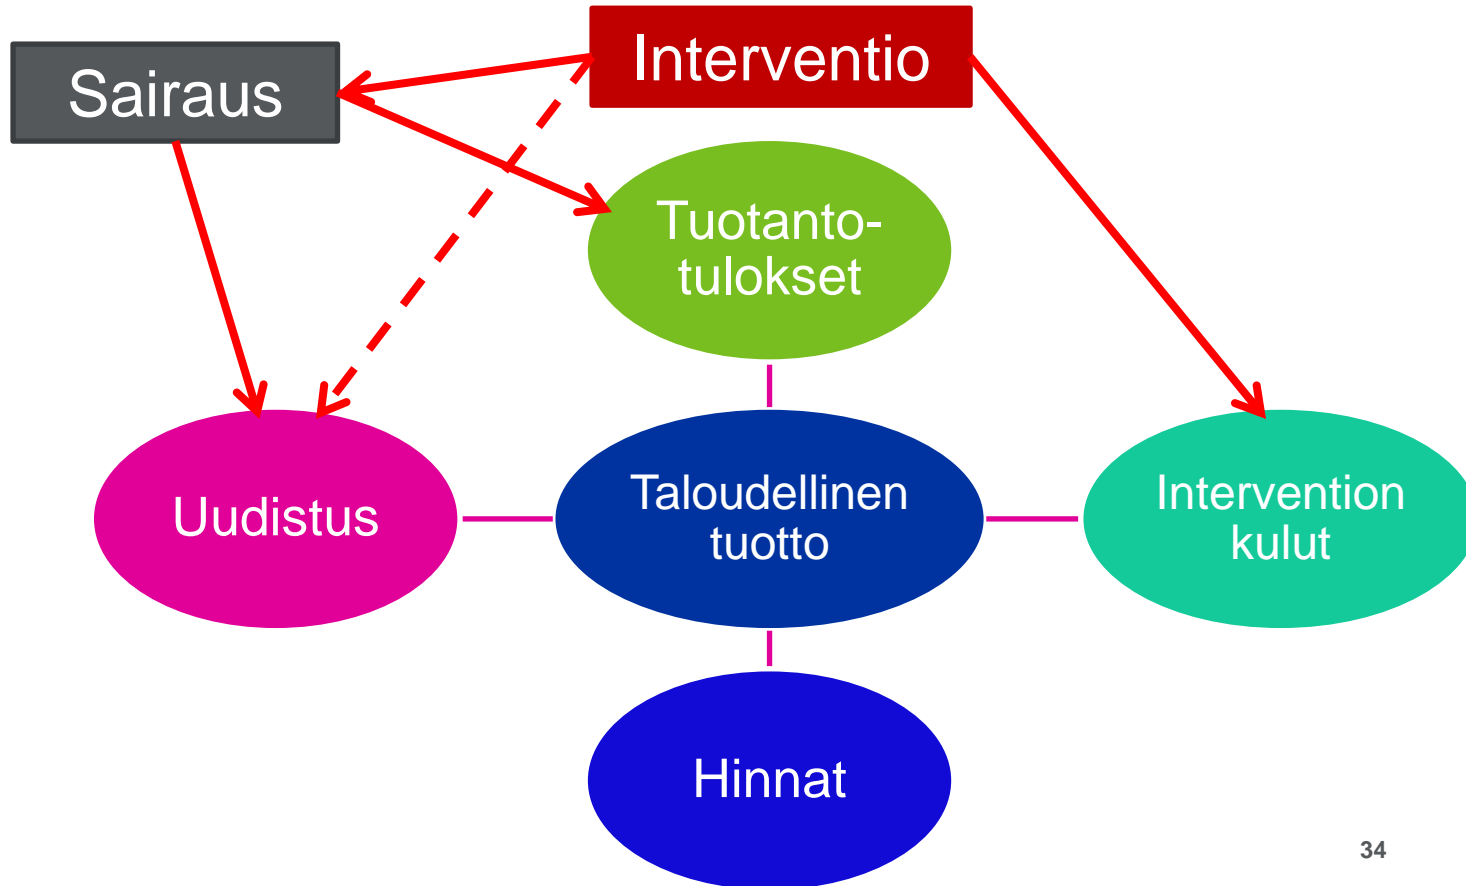 Interventio
Sairaus
Tuotanto-
tulokset
Uudistus
Taloudellinen
tuotto
Intervention
kulut
Hinnat
34